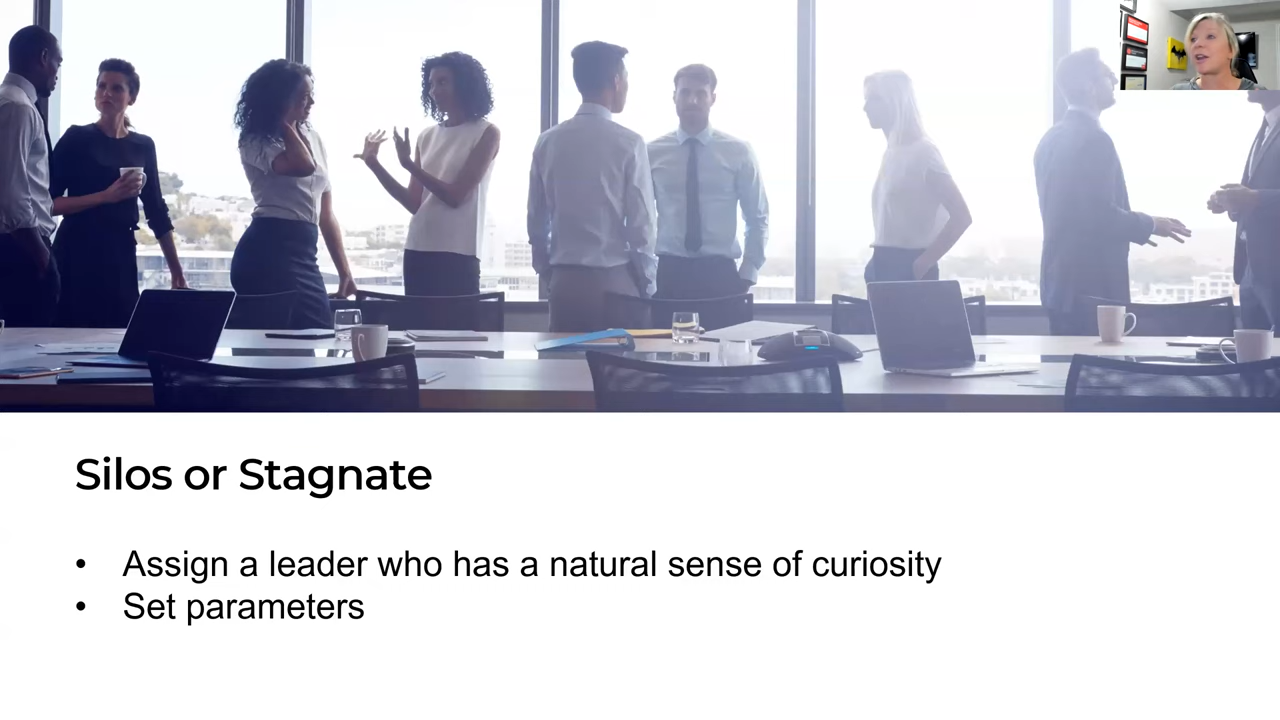 Silos or Stagnate
• Assign a leader who has a natural sense of curiosity
• Set parameters